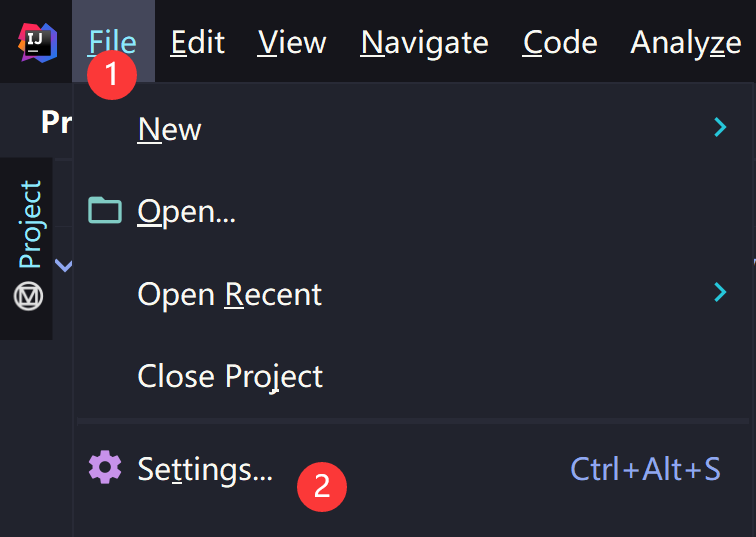 IJ File Edit View Navigate Code Analyze
1
Pr
New
Project
Open...
Open Recent
Close Project
Settings... Ctrl+Alt+S
2